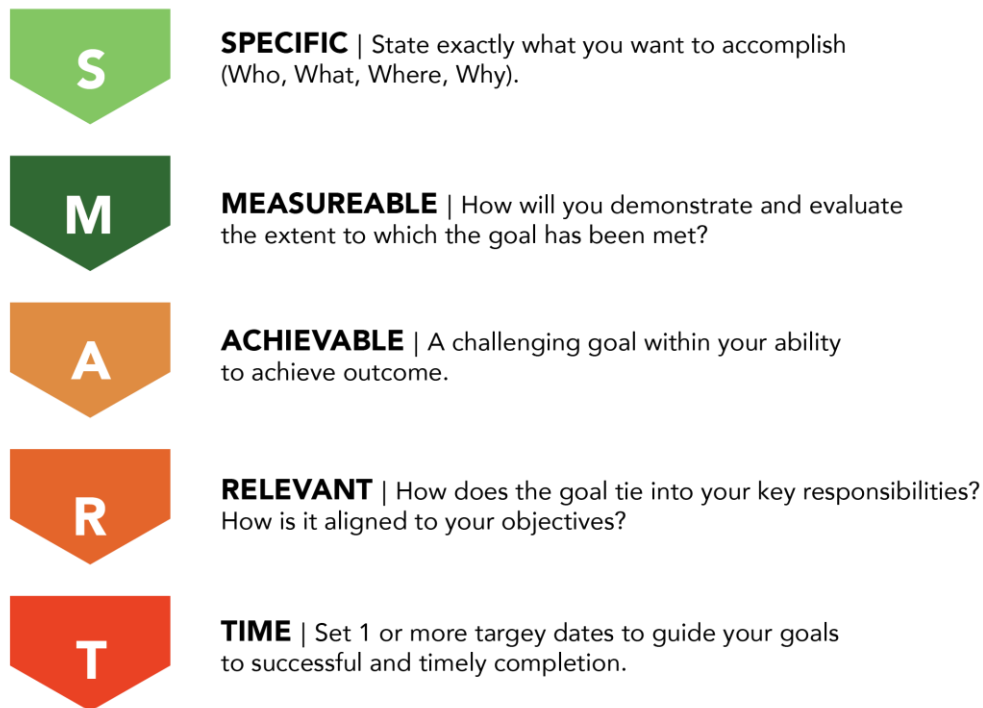 S
SPECIFIC | State exactly what you want to accomplish
(Who, What, Where, Why).
M
MEASUREABLE | How will you demonstrate and evaluate
the extent to which the goal has been met?
A
ACHIEVABLE | A challenging goal within your ability
to achieve outcome.
R
RELEVANT | How does the goal tie into your key responsibilities?
How is it aligned to your objectives?
T
TIME | Set 1 or more targey dates to guide your goals
to successful and timely completion.